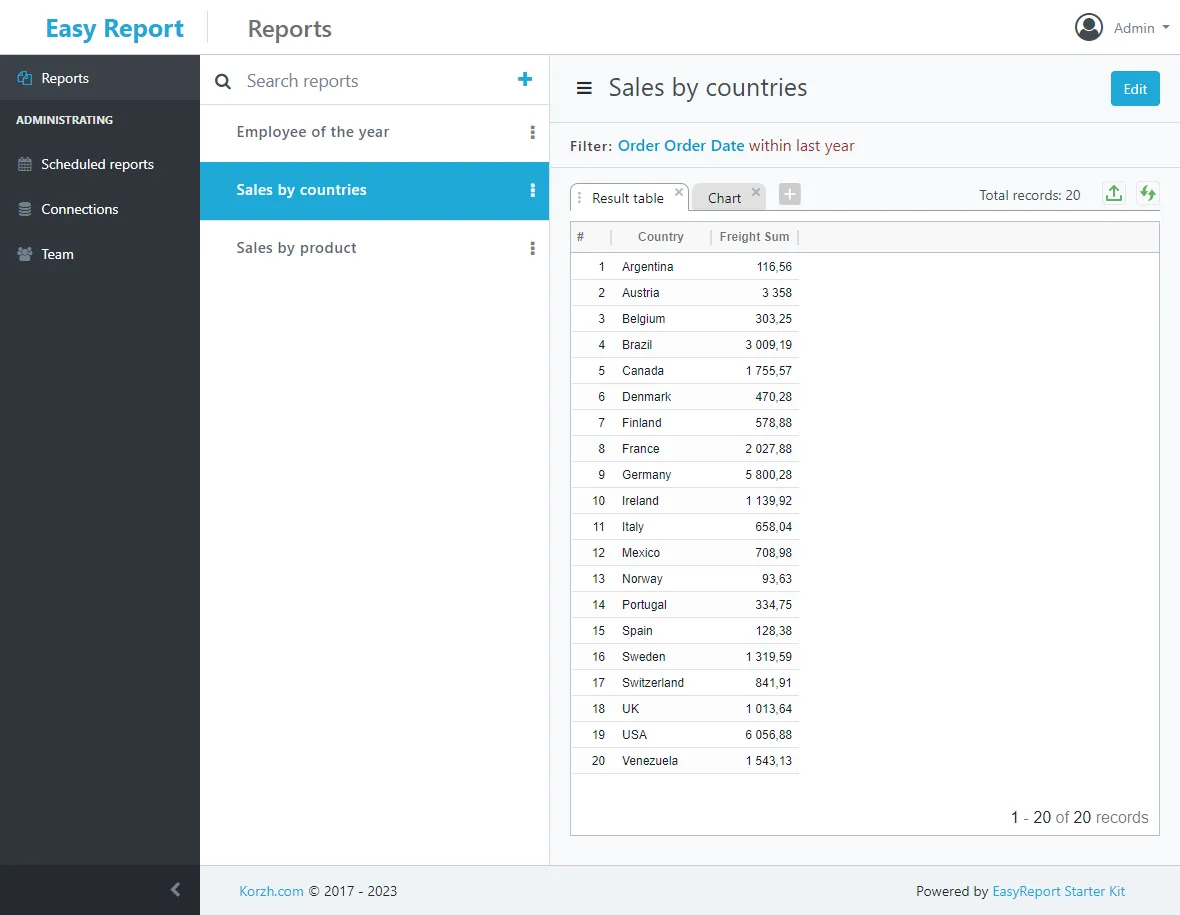 Easy Report
Reports
Admin
Reports
ADMINISTRATING
Scheduled reports
Connections
Team
Search reports
Employee of the year
Sales by countries
Sales by product
Sales by countries
Edit
Filter: Order Order Date within last year
Result table
Chart
Total records: 20
# Country Freight Sum
1 Argentina 116,56
2 Austria 3 358
3 Belgium 303,25
4 Brazil 3 009,19
5 Canada 1 755,57
6 Denmark 470,28
7 Finland 578,88
8 France 2 027,88
9 Germany 5 800,28
10 Ireland 1 139,92
11 Italy 658,04
12 Mexico 708,98
13 Norway 93,63
14 Portugal 334,75
15 Spain 128,38
16 Sweden 1 319,59
17 Switzerland 841,91
18 UK 1 013,64
19 USA 6 056,88
20 Venezuela 1 543,13
1 - 20 of 20 records
Korzh.com © 2017 - 2023
Powered by EasyReport Starter Kit